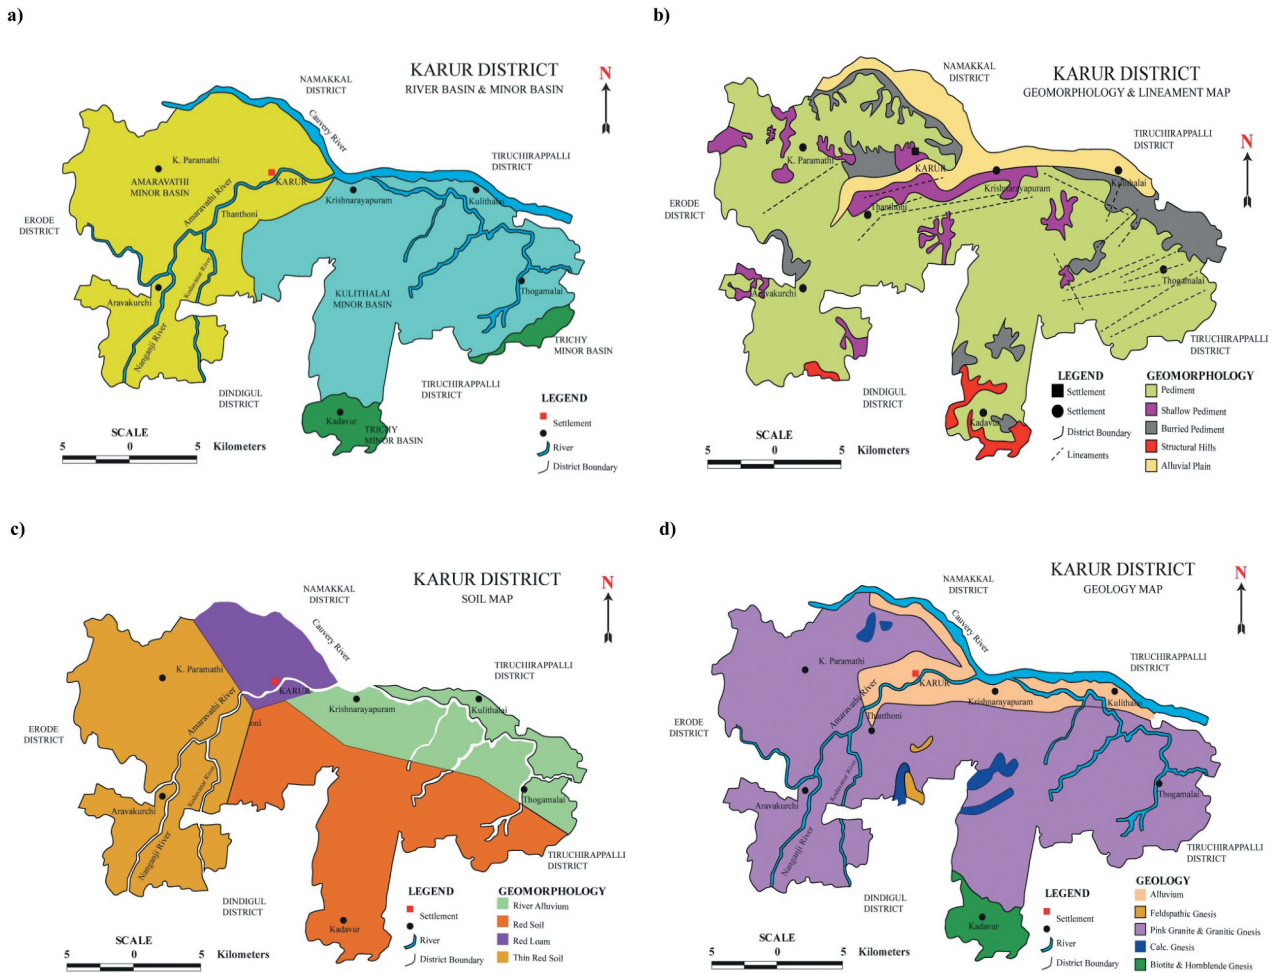 a)
KARUR DISTRICT
RIVER BASIN & MINOR BASIN
N
NAMAKKAL
DISTRICT
Cauvery River
TIRUCHIRAPPALLI
DISTRICT
K. Paramathi
AMARAVATHI
MINOR BASIN
Amaravathi River
KARUR
Thanthoni
Krishnarayapuram
Kulithalai
ERODE
DISTRICT
Kodavanar River
Aravakurchi
KULITHALAI
MINOR BASIN
Thogamalai
Nanganji River
TRICHY
MINOR BASIN
DINDIGUL
DISTRICT
TIRUCHIRAPPALLI
DISTRICT
Kadavur
TRICHY
MINOR BASIN
LEGEND
Settlement
River
District Boundary
SCALE
5 0 5 Kilometers
b)
KARUR DISTRICT
GEOMORPHOLOGY & LINEAMENT MAP
N
NAMAKKAL
DISTRICT
TIRUCHIRAPPALLI
DISTRICT
K. Paramathi
KARUR
Krishnarayapuram
Kulithalai
Thanthoni
ERODE
DISTRICT
Aravakurchi
Thogamalai
TIRUCHIRAPPALLI
DISTRICT
DINDIGUL
DISTRICT
Kadavur
LEGEND
Settlement
Settlement
District Boundary
Lineaments
GEOMORPHOLOGY
Pediment
Shallow Pediment
Burried Pediment
Structural Hills
Alluvial Plain
SCALE
5 0 5 Kilometers
c)
KARUR DISTRICT
SOIL MAP
N
NAMAKKAL
DISTRICT
Cauvery River
TIRUCHIRAPPALLI
DISTRICT
K. Paramathi
Amaravathi River
KARUR
oni
Krishnarayapuram
Kulithalai
ERODE
DISTRICT
Kodavanar River
Aravakurchi
Thogamalai
Nanganji River
TIRUCHIRAPPALLI
DISTRICT
DINDIGUL
DISTRICT
Kadavur
LEGEND
Settlement
River
District Boundary
GEOMORPHOLOGY
River Alluvium
Red Soil
Red Loam
Thin Red Soil
SCALE
5 0 5 Kilometers
d)
KARUR DISTRICT
GEOLOGY MAP
N
NAMAKKAL
DISTRICT
Cauvery River
TIRUCHIRAPPALLI
DISTRICT
K. Paramathi
Amaravathi River
KARUR
Thanthoni
Krishnarayapuram
Kulithalai
ERODE
DISTRICT
Kodavanar River
Aravakurchi
Thogamalai
Nanganji River
TIRUCHIRAPPALLI
DISTRICT
DINDIGUL
DISTRICT
Kadavur
LEGEND
Settlement
River
District Boundary
GEOLOGY
Alluvium
Feldspathic Gnesis
Pink Granite & Granitic Gnesis
Calc. Gnesis
Biotite & Hornblende Gnesis
SCALE
5 0 5 Kilometers